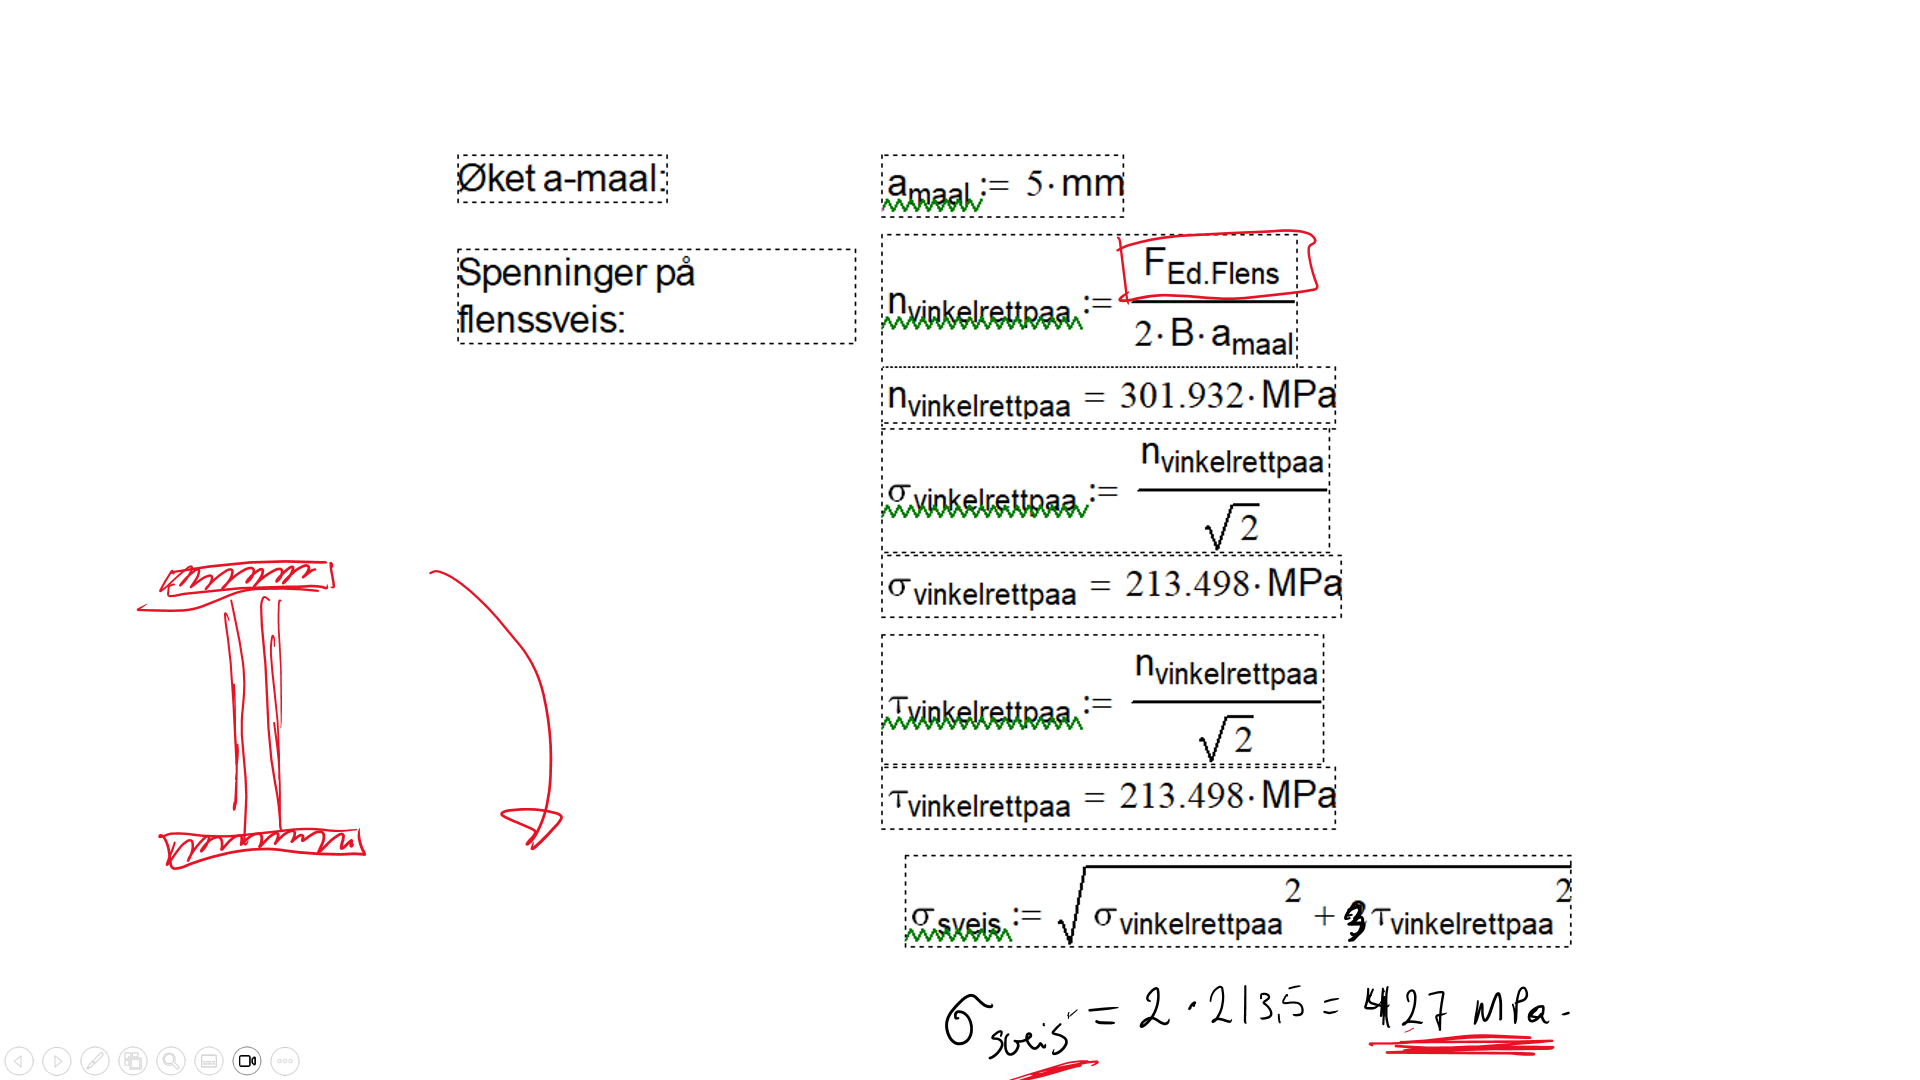 Øket a-maal:
a_maal := 5·mm
Spenninger på
flenssveis:
n_vinkelrettpaa := F_Ed.Flens / (2·B·a_maal)
n_vinkelrettpaa = 301.932·MPa
σ_vinkelrettpaa := n_vinkelrettpaa / √2
σ_vinkelrettpaa = 213.498·MPa
τ_vinkelrettpaa := n_vinkelrettpaa / √2
τ_vinkelrettpaa = 213.498·MPa
σ_sveis := √(σ_vinkelrettpaa² + 3τ_vinkelrettpaa²)
σ_sveis = 2·213,5 = 427 MPa.